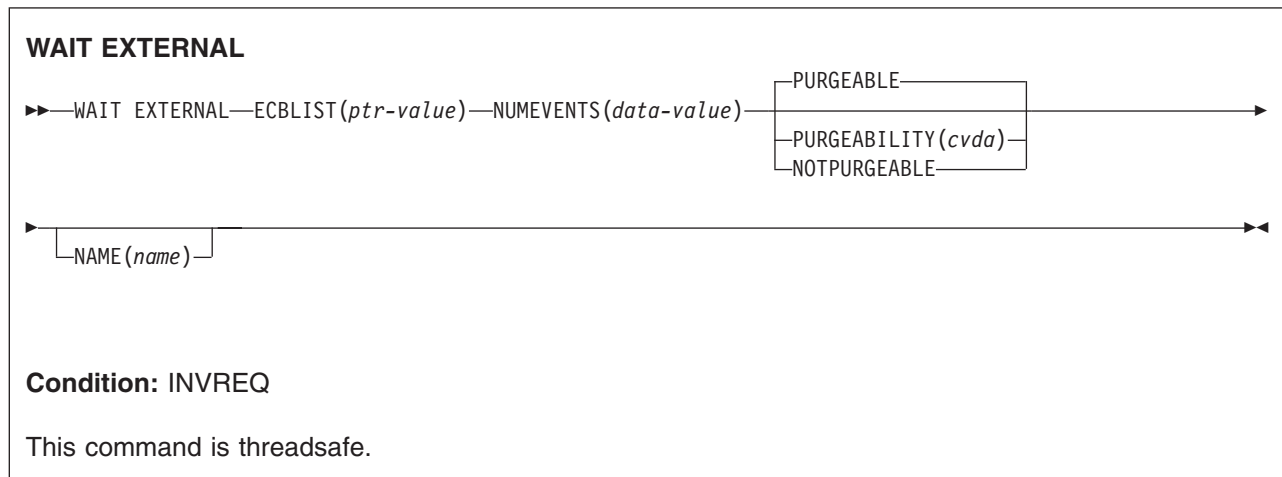 WAIT EXTERNAL
PURGEABLE
WAIT EXTERNAL ECBLIST(ptr-value) NUMEVENTS(data-value)
PURGEABILITY(cvda)
NOTPURGEABLE
NAME(name)
Condition: INVREQ
This command is threadsafe.